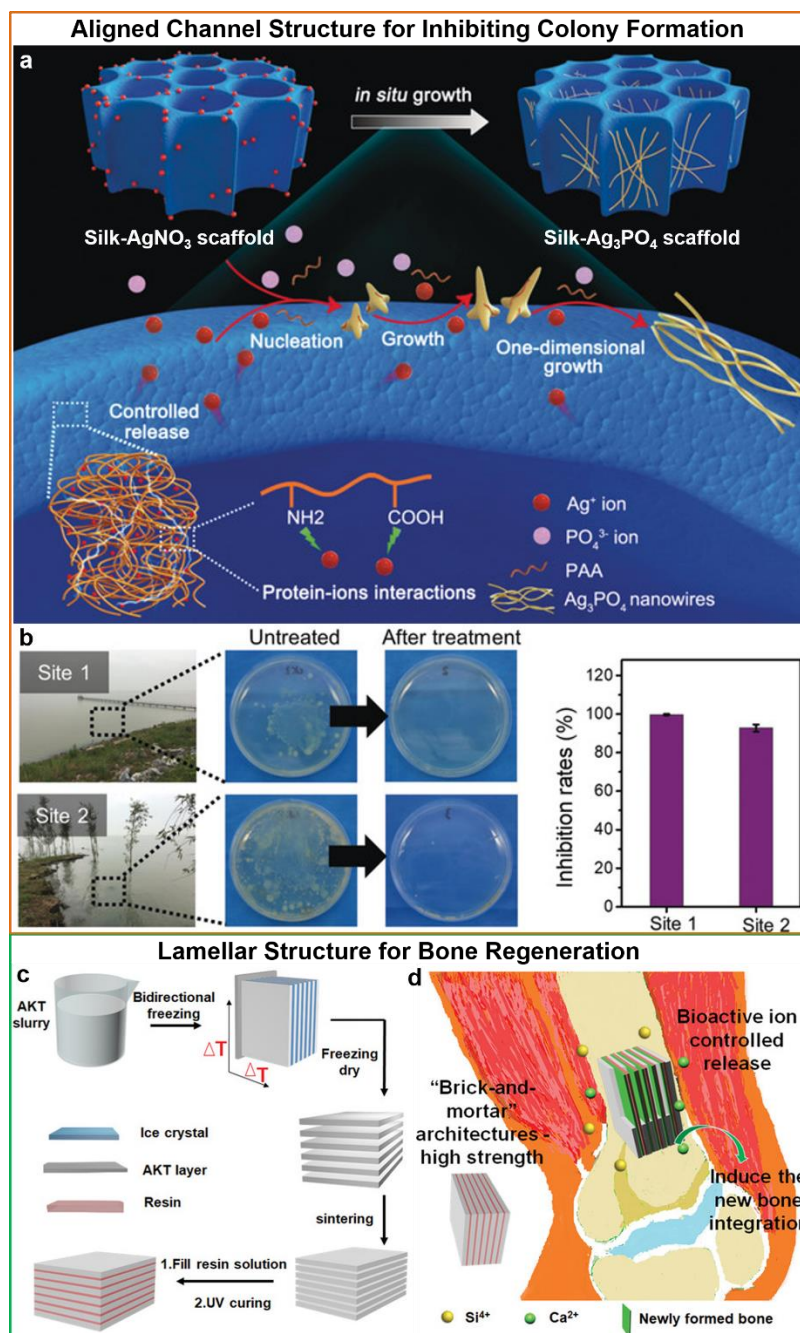 Aligned Channel Structure for Inhibiting Colony Formation
a
in situ growth
Silk-AgNO₃ scaffold
Silk-Ag₃PO₄ scaffold
Nucleation
Growth
One-dimensional
growth
Controlled
release
NH2
COOH
Protein-ions interactions
Ag⁺ ion
PO₄³⁻ ion
PAA
Ag₃PO₄ nanowires
b
Untreated
After treatment
Site 1
Site 2
Inhibition rates (%)
120
100
80
60
40
20
0
Site 1
Site 2
Lamellar Structure for Bone Regeneration
c
AKT
slurry
Bidirectional
freezing
ΔT
ΔT
Freezing
dry
Ice crystal
AKT layer
Resin
sintering
1.Fill resin solution
2.UV curing
d
Bioactive ion
controlled
release
“Brick-and-
mortar”
architectures -
high strength
Induce the
new bone
integration
Si⁴⁺
Ca²⁺
Newly formed bone